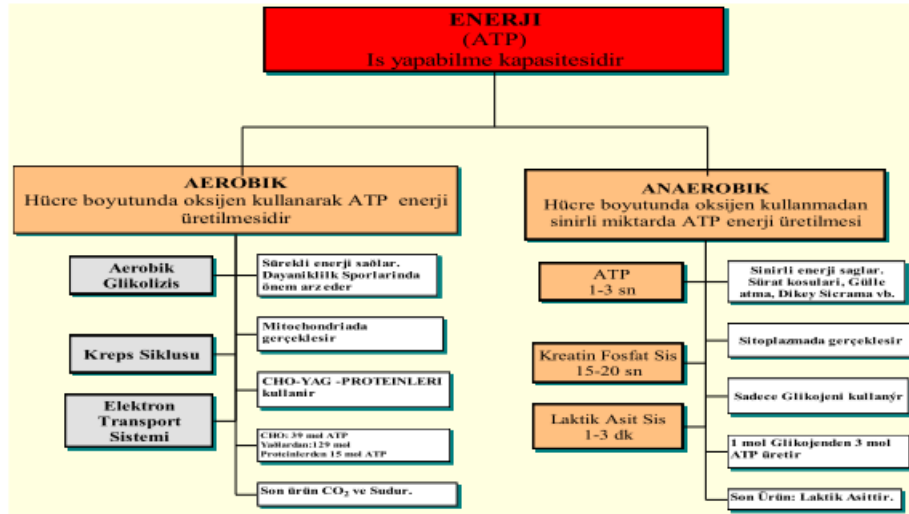 ENERJI
(ATP)
Is yapabilme kapasitesidir
AEROBIK
Hücre boyutunda oksijen kullanarak ATP enerji
üretilmesidir
Aerobik
Glikolizis
Kreps Siklusu
Elektron
Transport
Sistemi
Sürekli enerji saðlar.
Dayaniklilk Sporlarinda
önem arz eder
Mitochondriada
gerçeklesir
CHO-YAG -PROTEINLERI
kullanir
CHO: 39 mol ATP
Yaðlardan:129 mol
Proteinlerden 15 mol ATP
Son ürün CO₂ ve Sudur.
ANAEROBIK
Hücre boyutunda oksijen kullanmadan
sinirli miktarda ATP enerji üretilmesi
ATP
1-3 sn
Kreatin Fosfat Sis
15-20 sn
Laktik Asit Sis
1-3 dk
Sinirli enerji saglar.
Sürat kosulari, Gülle
atma, Dikey Sicrama vb.
Sitoplazmada gerçeklesir
Sadece Glikojeni kullanýr
1 mol Glikojenden 3 mol
ATP üretir
Son Ürün: Laktik Asittir.